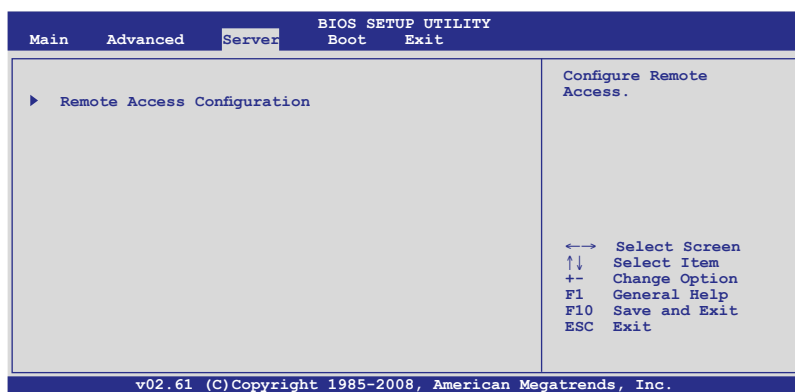 BIOS SETUP UTILITY
Main Advanced Server Boot Exit
Remote Access Configuration
Configure Remote
Access.
←→ Select Screen
↑↓ Select Item
+- Change Option
F1 General Help
F10 Save and Exit
ESC Exit
v02.61 (C)Copyright 1985-2008, American Megatrends, Inc.